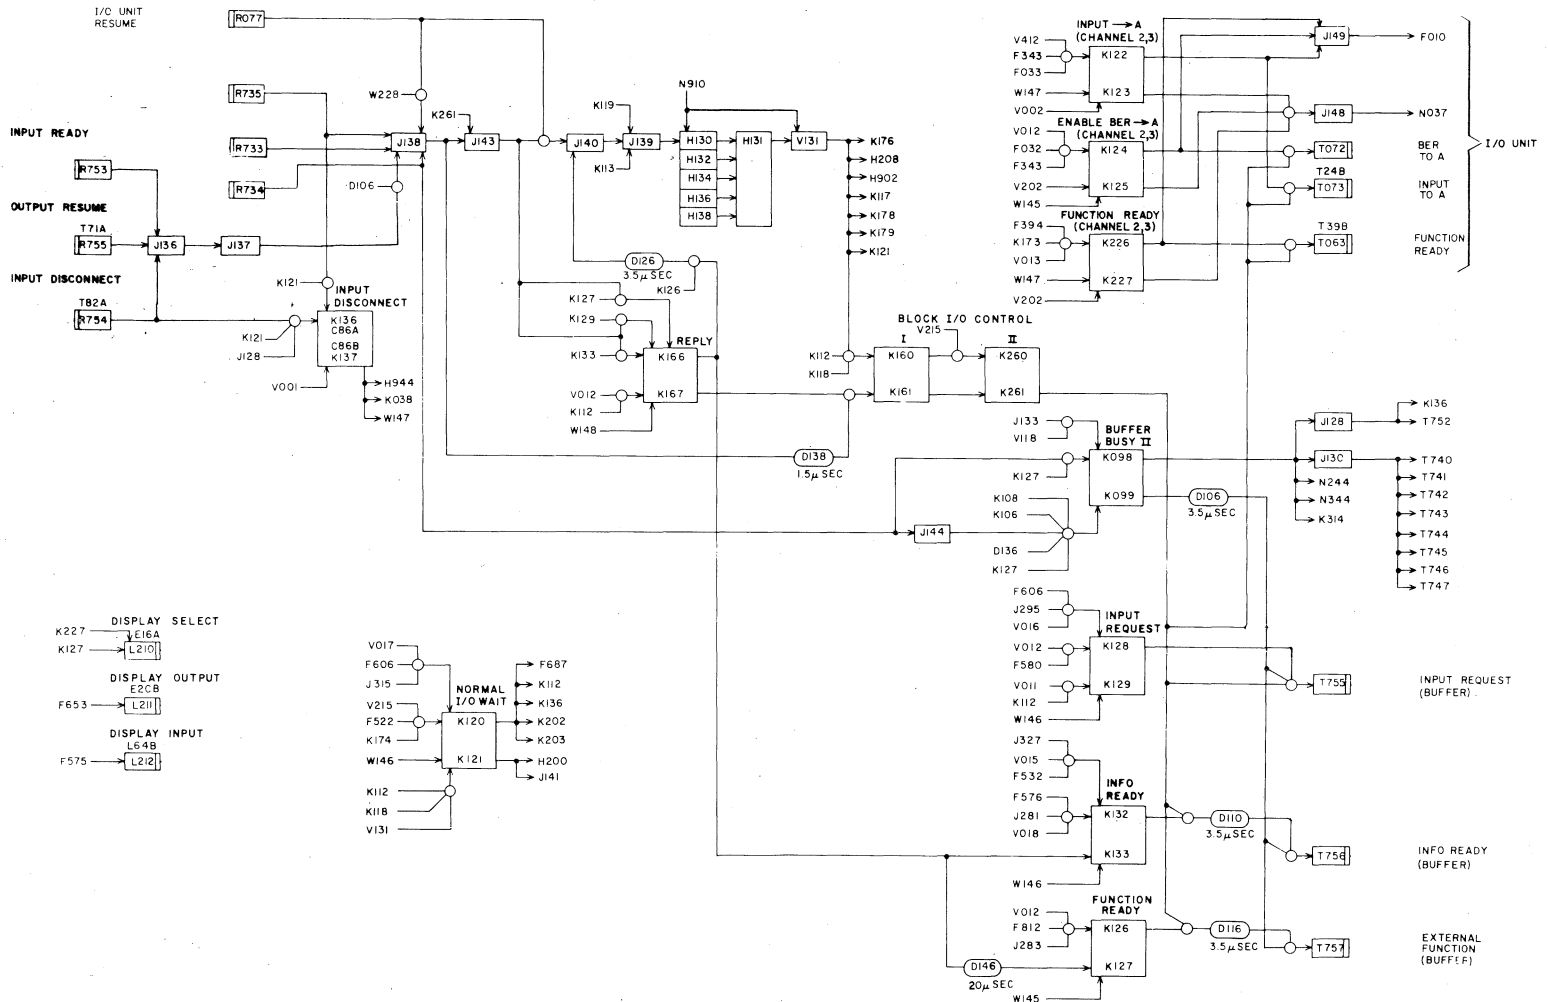 I/O UNIT
RESUME
R077
R735
W228
K261
INPUT READY
R733
R753
R734
J138
J143
D106
OUTPUT RESUME
T71A
R755
J136
J137
INPUT DISCONNECT
T82A
R754
K121
INPUT
DISCONNECT
K136
C86A
C86B
K137
K121
J128
V001
H944
K038
W147
N910
K119
J140
J139
K113
H130
H132
H134
H136
H138
H131
V131
K176
H208
H902
K117
K178
K179
K121
D126
3.5μSEC
K126
K127
K129
K133
REPLY
K166
K167
V012
K112
W148
D138
1.5μSEC
BLOCK I/O CONTROL
V215
I
II
K112
K118
K160
K161
K260
K261
INPUT → A
(CHANNEL 2,3)
V412
F343
F033
W147
V002
K122
K123
ENABLE BER → A
(CHANNEL 2,3)
V012
F032
F343
V202
W145
K124
K125
FUNCTION READY
(CHANNEL 2,3)
F394
K173
V013
W147
V202
K226
K227
J149
F010
J148
N037
T072
BER
TO A
T24B
T073
INPUT
TO A
T39B
T063
FUNCTION
READY
I/O UNIT
J133
V118
BUFFER
BUSY II
K127
K098
K099
K108
K106
D136
K127
J144
D106
3.5μSEC
J128
K136
T752
J130
N244
N344
K314
T740
T741
T742
T743
T744
T745
T746
T747
F606
J295
V016
INPUT
REQUEST
V012
F580
V011
K112
W146
K128
K129
T755
INPUT REQUEST
(BUFFER)
J327
V015
F532
INFO
READY
F576
J281
V018
W146
K132
K133
D110
3.5μSEC
T756
INFO READY
(BUFFER)
FUNCTION
READY
V012
F812
J283
K126
K127
D146
20μSEC
W145
D116
3.5μSEC
T757
EXTERNAL
FUNCTION
(BUFFER)
DISPLAY SELECT
K227
E16A
K127
L210
DISPLAY OUTPUT
E2CB
F653
L211
DISPLAY INPUT
L64B
F575
L212
V017
F606
J315
NORMAL
I/O WAIT
V215
F522
K174
W146
K120
K121
K112
K118
V131
F687
K112
K136
K202
K203
H200
J141